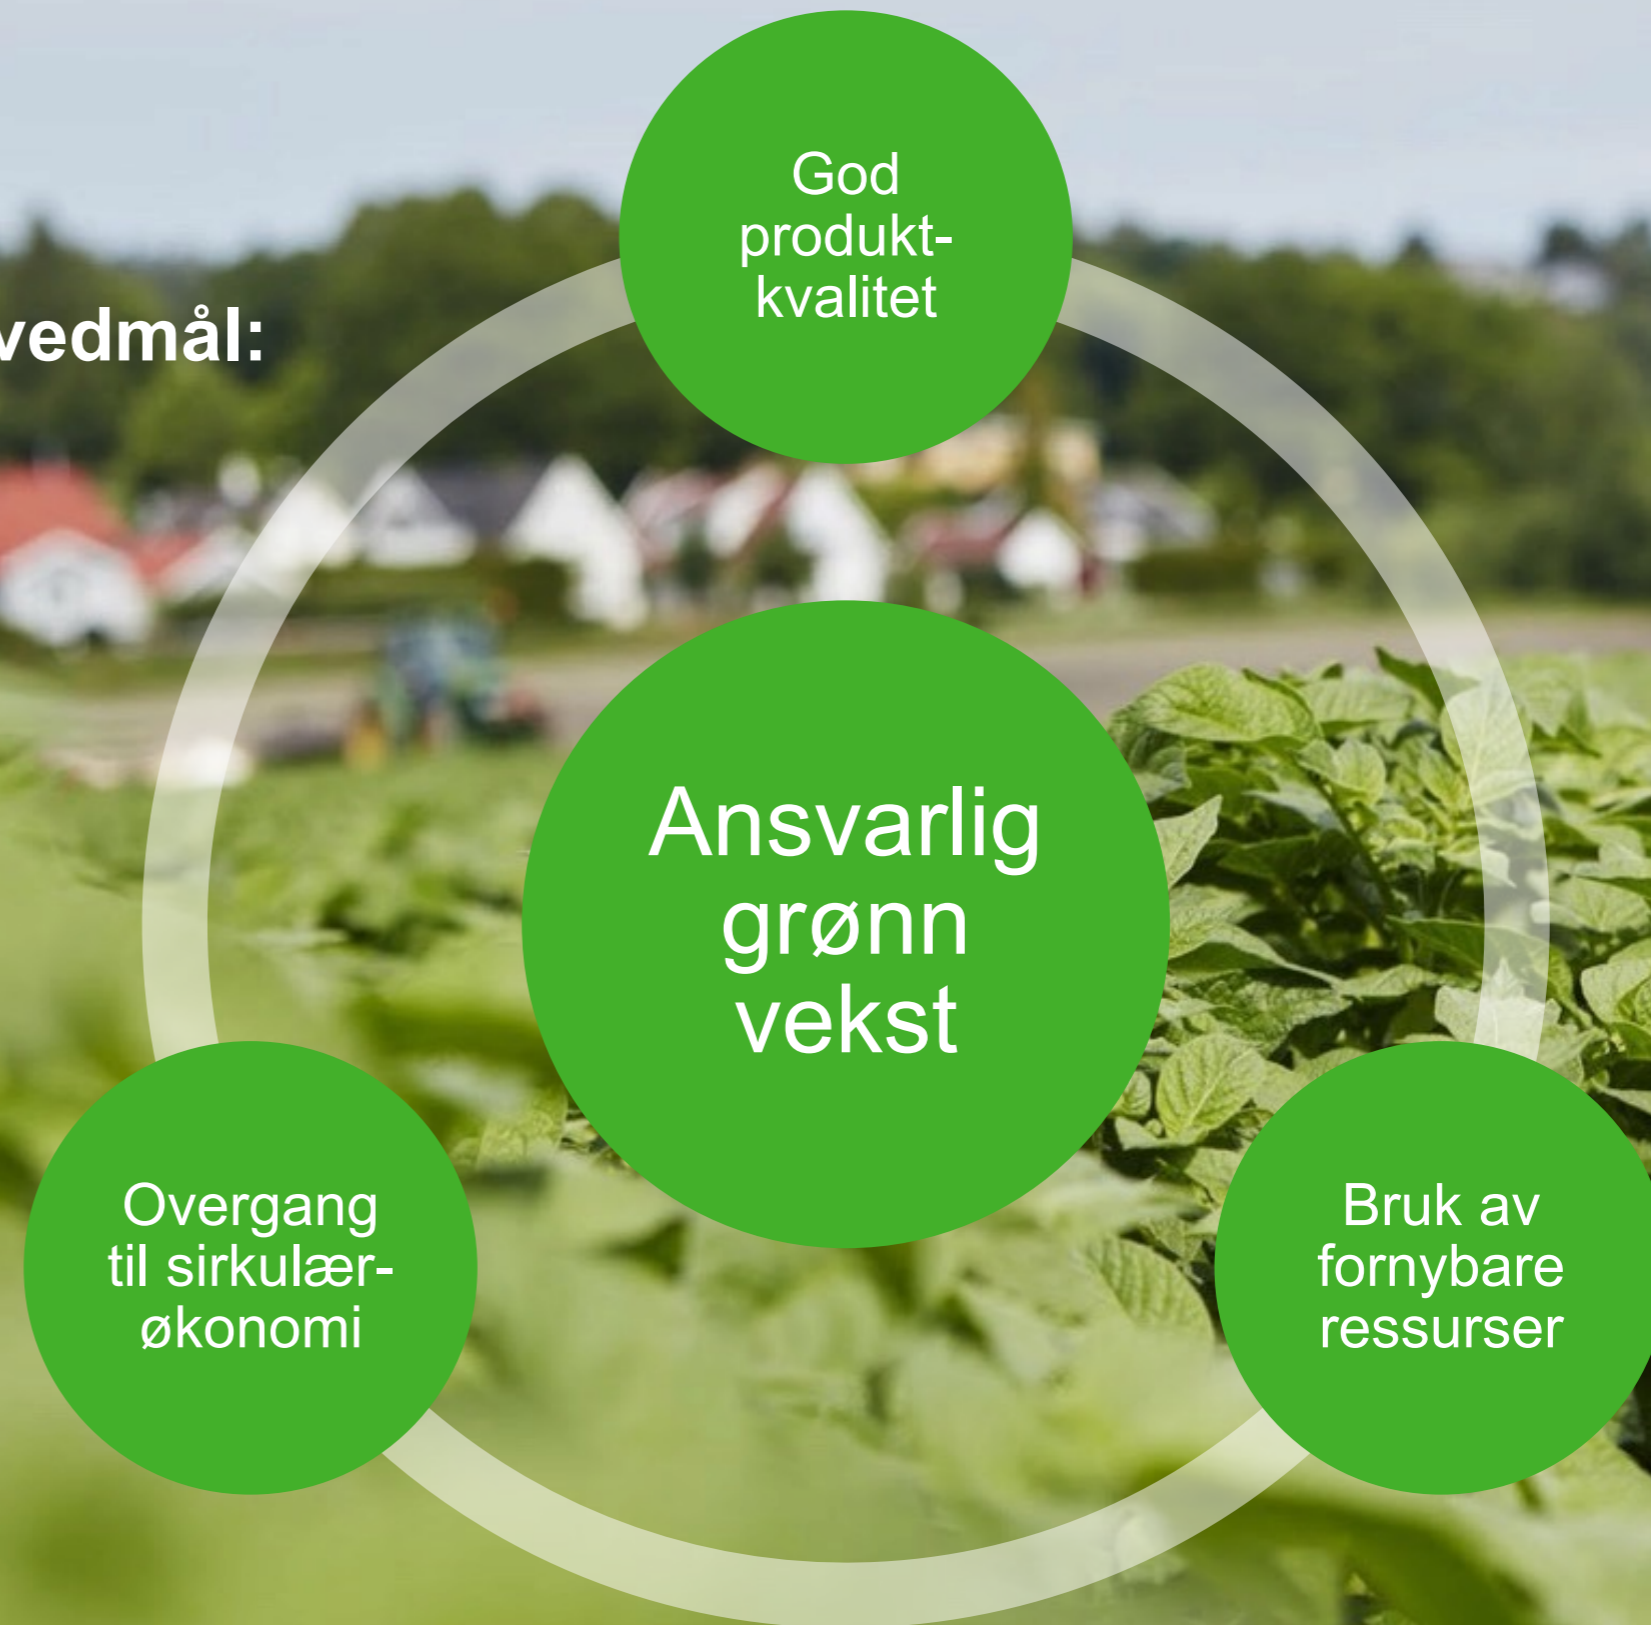 God
produkt-
kvalitet
vedmål:
Ansvarlig
grønn
vekst
Overgang
til sirkulær-
økonomi
Bruk av
fornybare
ressurser